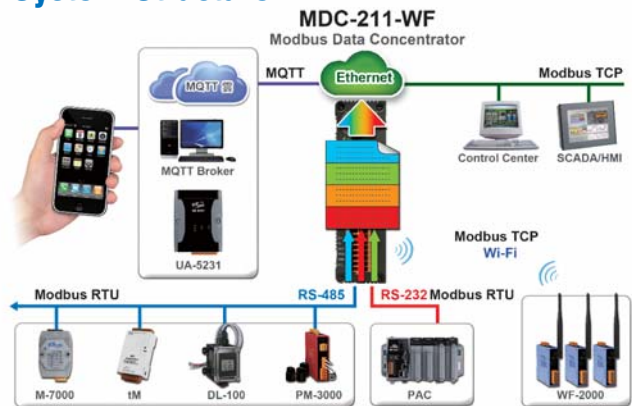 MDC-211-WF
Modbus Data Concentrator
MQTT
Ethernet
Modbus TCP
MQTT 雲
MQTT Broker
UA-5231
Control Center
SCADA/HMI
Modbus TCP
Wi-Fi
Modbus RTU
RS-485
RS-232 Modbus RTU
M-7000
tM
DL-100
PM-3000
PAC
WF-2000